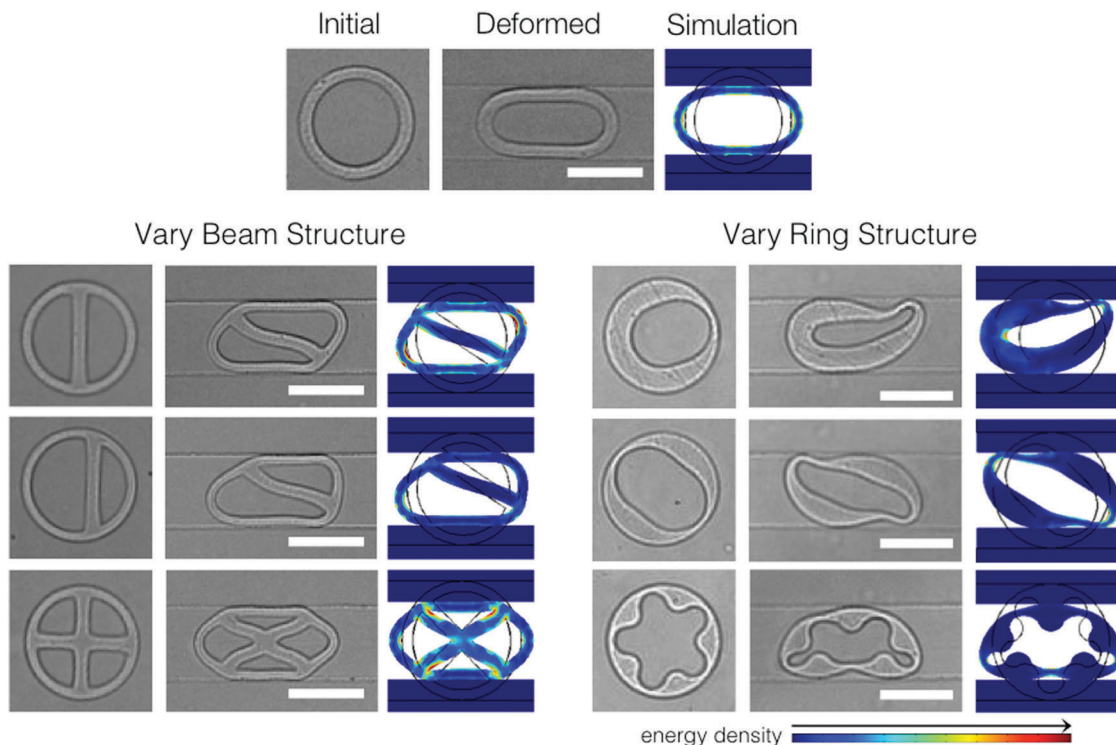 Initial
Deformed
Simulation
Vary Beam Structure
Vary Ring Structure
energy density